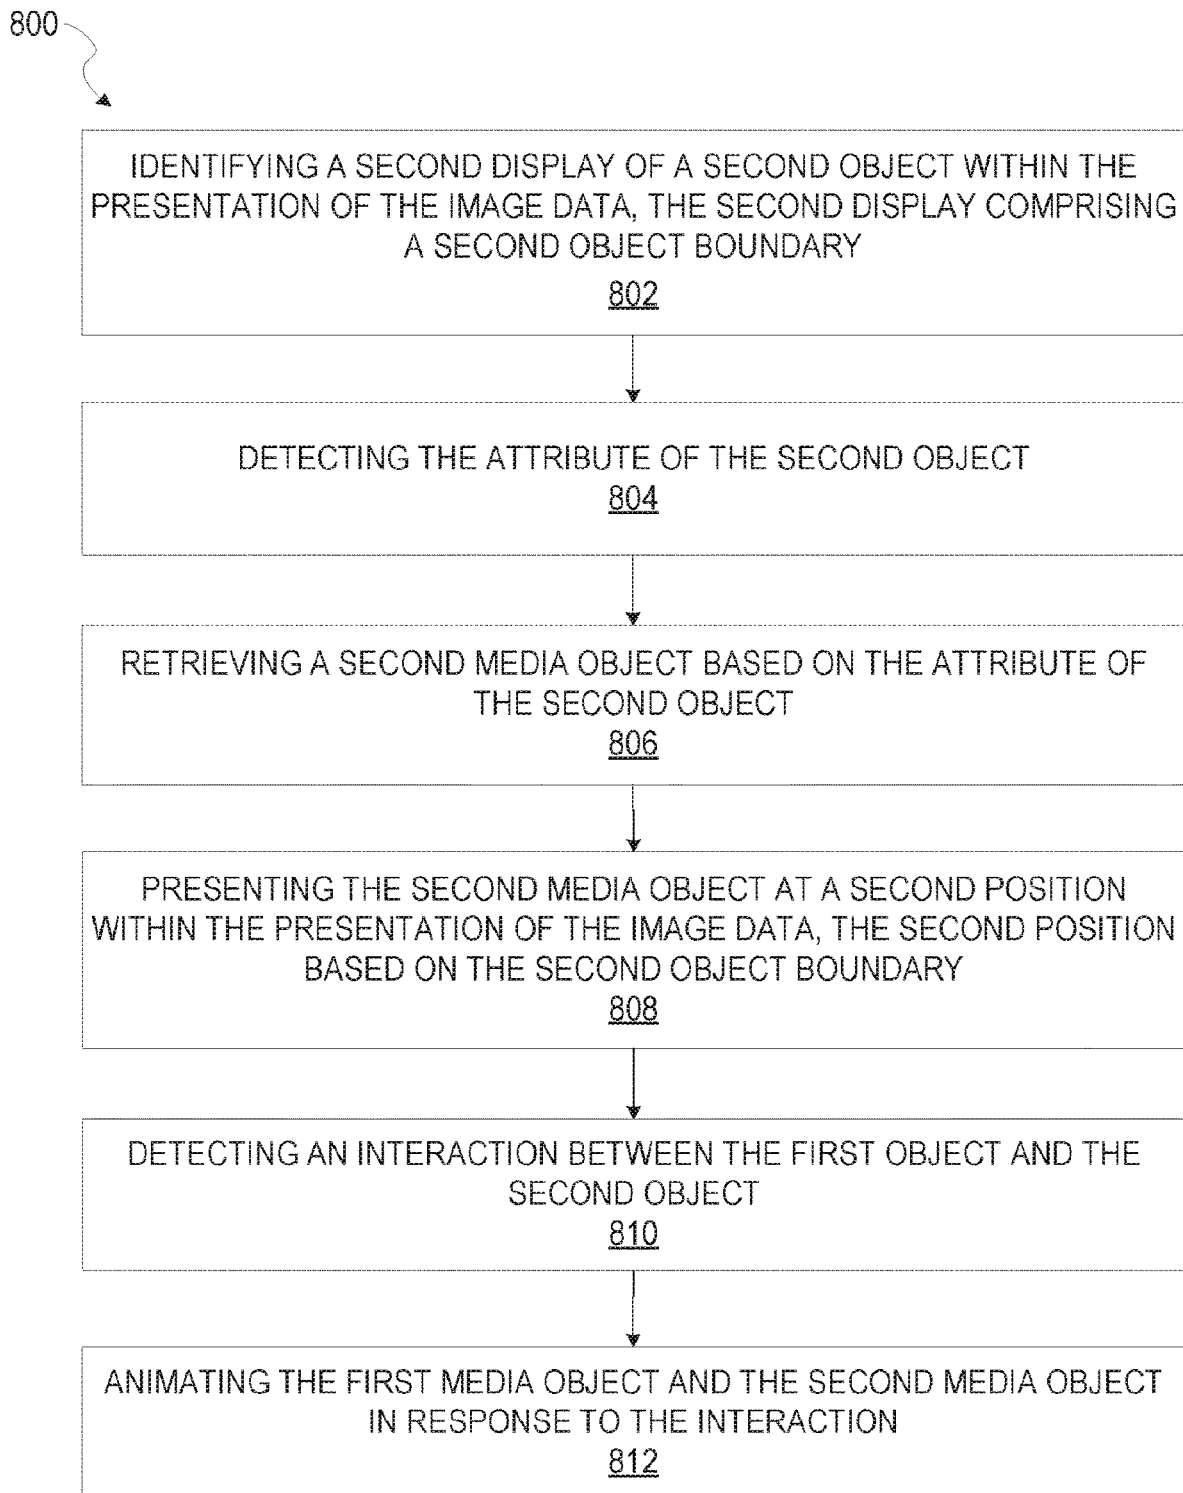 800
IDENTIFYING A SECOND DISPLAY OF A SECOND OBJECT WITHIN THE
PRESENTATION OF THE IMAGE DATA, THE SECOND DISPLAY COMPRISING
A SECOND OBJECT BOUNDARY
802
DETECTING THE ATTRIBUTE OF THE SECOND OBJECT
804
RETRIEVING A SECOND MEDIA OBJECT BASED ON THE ATTRIBUTE OF
THE SECOND OBJECT
806
PRESENTING THE SECOND MEDIA OBJECT AT A SECOND POSITION
WITHIN THE PRESENTATION OF THE IMAGE DATA, THE SECOND POSITION
BASED ON THE SECOND OBJECT BOUNDARY
808
DETECTING AN INTERACTION BETWEEN THE FIRST OBJECT AND THE
SECOND OBJECT
810
ANIMATING THE FIRST MEDIA OBJECT AND THE SECOND MEDIA OBJECT
IN RESPONSE TO THE INTERACTION
812